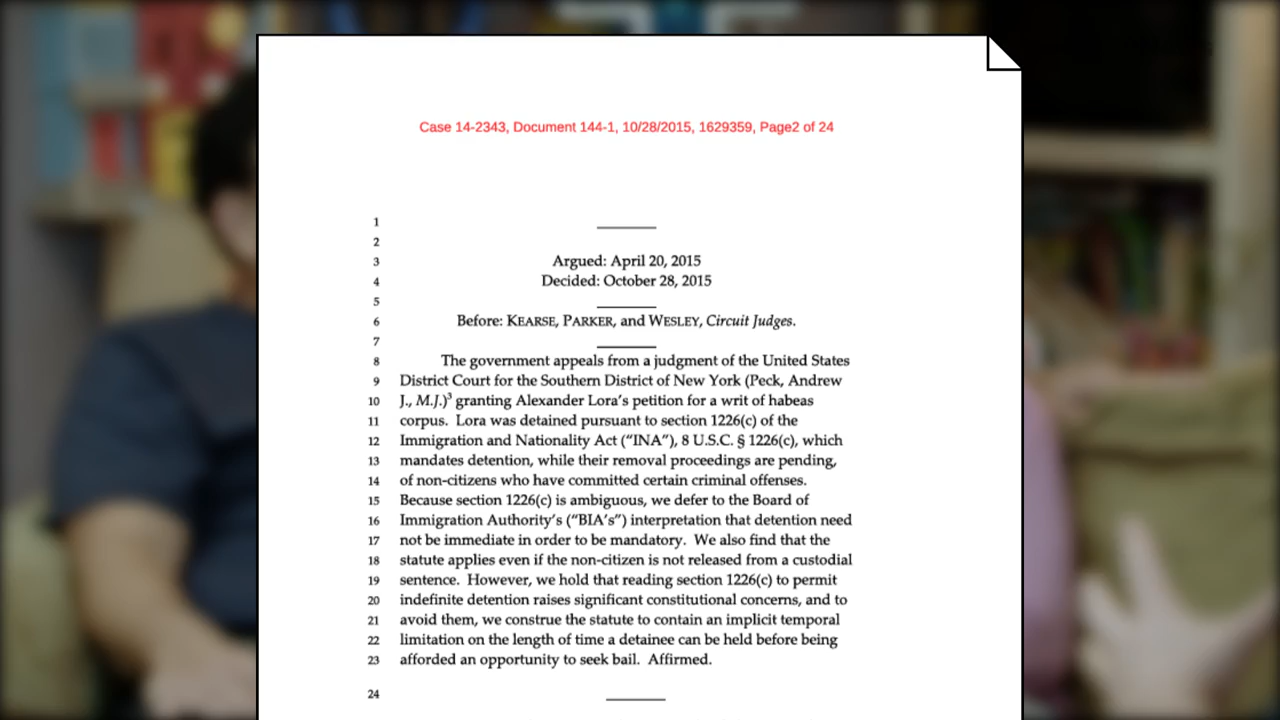 Case 14-2343, Document 144-1, 10/28/2015, 1629359, Page2 of 24
1
2
3 Argued: April 20, 2015
4 Decided: October 28, 2015
5
6 Before: KEARSE, PARKER, and WESLEY, Circuit Judges.
7
8 The government appeals from a judgment of the United States
9 District Court for the Southern District of New York (Peck, Andrew
10 J., M.J.)³ granting Alexander Lora’s petition for a writ of habeas
11 corpus. Lora was detained pursuant to section 1226(c) of the
12 Immigration and Nationality Act (“INA”), 8 U.S.C. § 1226(c), which
13 mandates detention, while their removal proceedings are pending,
14 of non-citizens who have committed certain criminal offenses.
15 Because section 1226(c) is ambiguous, we defer to the Board of
16 Immigration Authority’s (“BIA’s”) interpretation that detention need
17 not be immediate in order to be mandatory. We also find that the
18 statute applies even if the non-citizen is not released from a custodial
19 sentence. However, we hold that reading section 1226(c) to permit
20 indefinite detention raises significant constitutional concerns, and to
21 avoid them, we construe the statute to contain an implicit temporal
22 limitation on the length of time a detainee can be held before being
23 afforded an opportunity to seek bail. Affirmed.
24